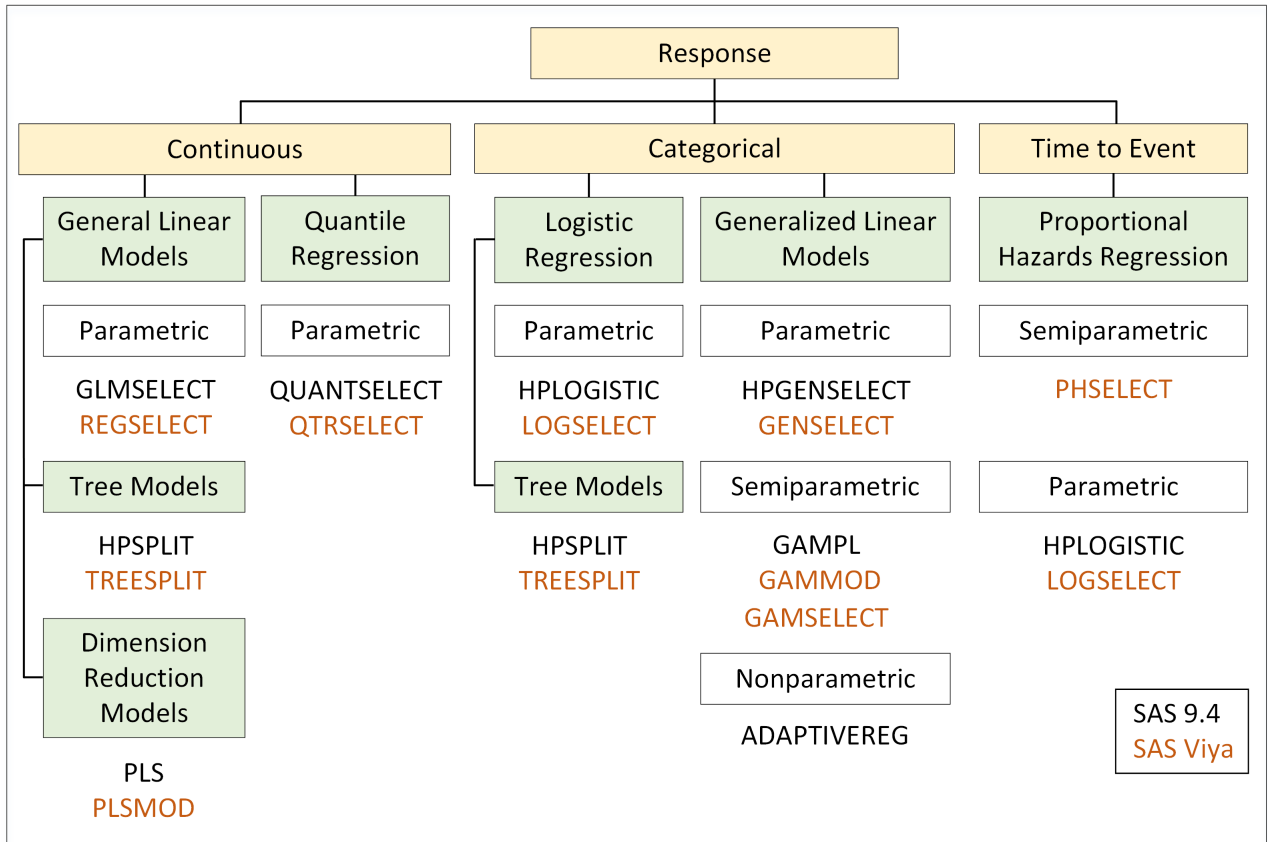 Response
Continuous
Categorical
Time to Event
General Linear
Models
Quantile
Regression
Logistic
Regression
Generalized Linear
Models
Proportional
Hazards Regression
Parametric
Parametric
Parametric
Parametric
Semiparametric
GLMSELECT
REGSELECT
QUANTSELECT
QTRSELECT
HPLOGISTIC
LOGSELECT
HPGENSELECT
GENSELECT
PHSELECT
Tree Models
Tree Models
Semiparametric
Parametric
HPSPLIT
TREESPLIT
HPSPLIT
TREESPLIT
GAMPL
GAMMOD
GAMSELECT
HPLOGISTIC
LOGSELECT
Dimension
Reduction
Models
Nonparametric
ADAPTIVEREG
PLS
PLSMOD
SAS 9.4
SAS Viya